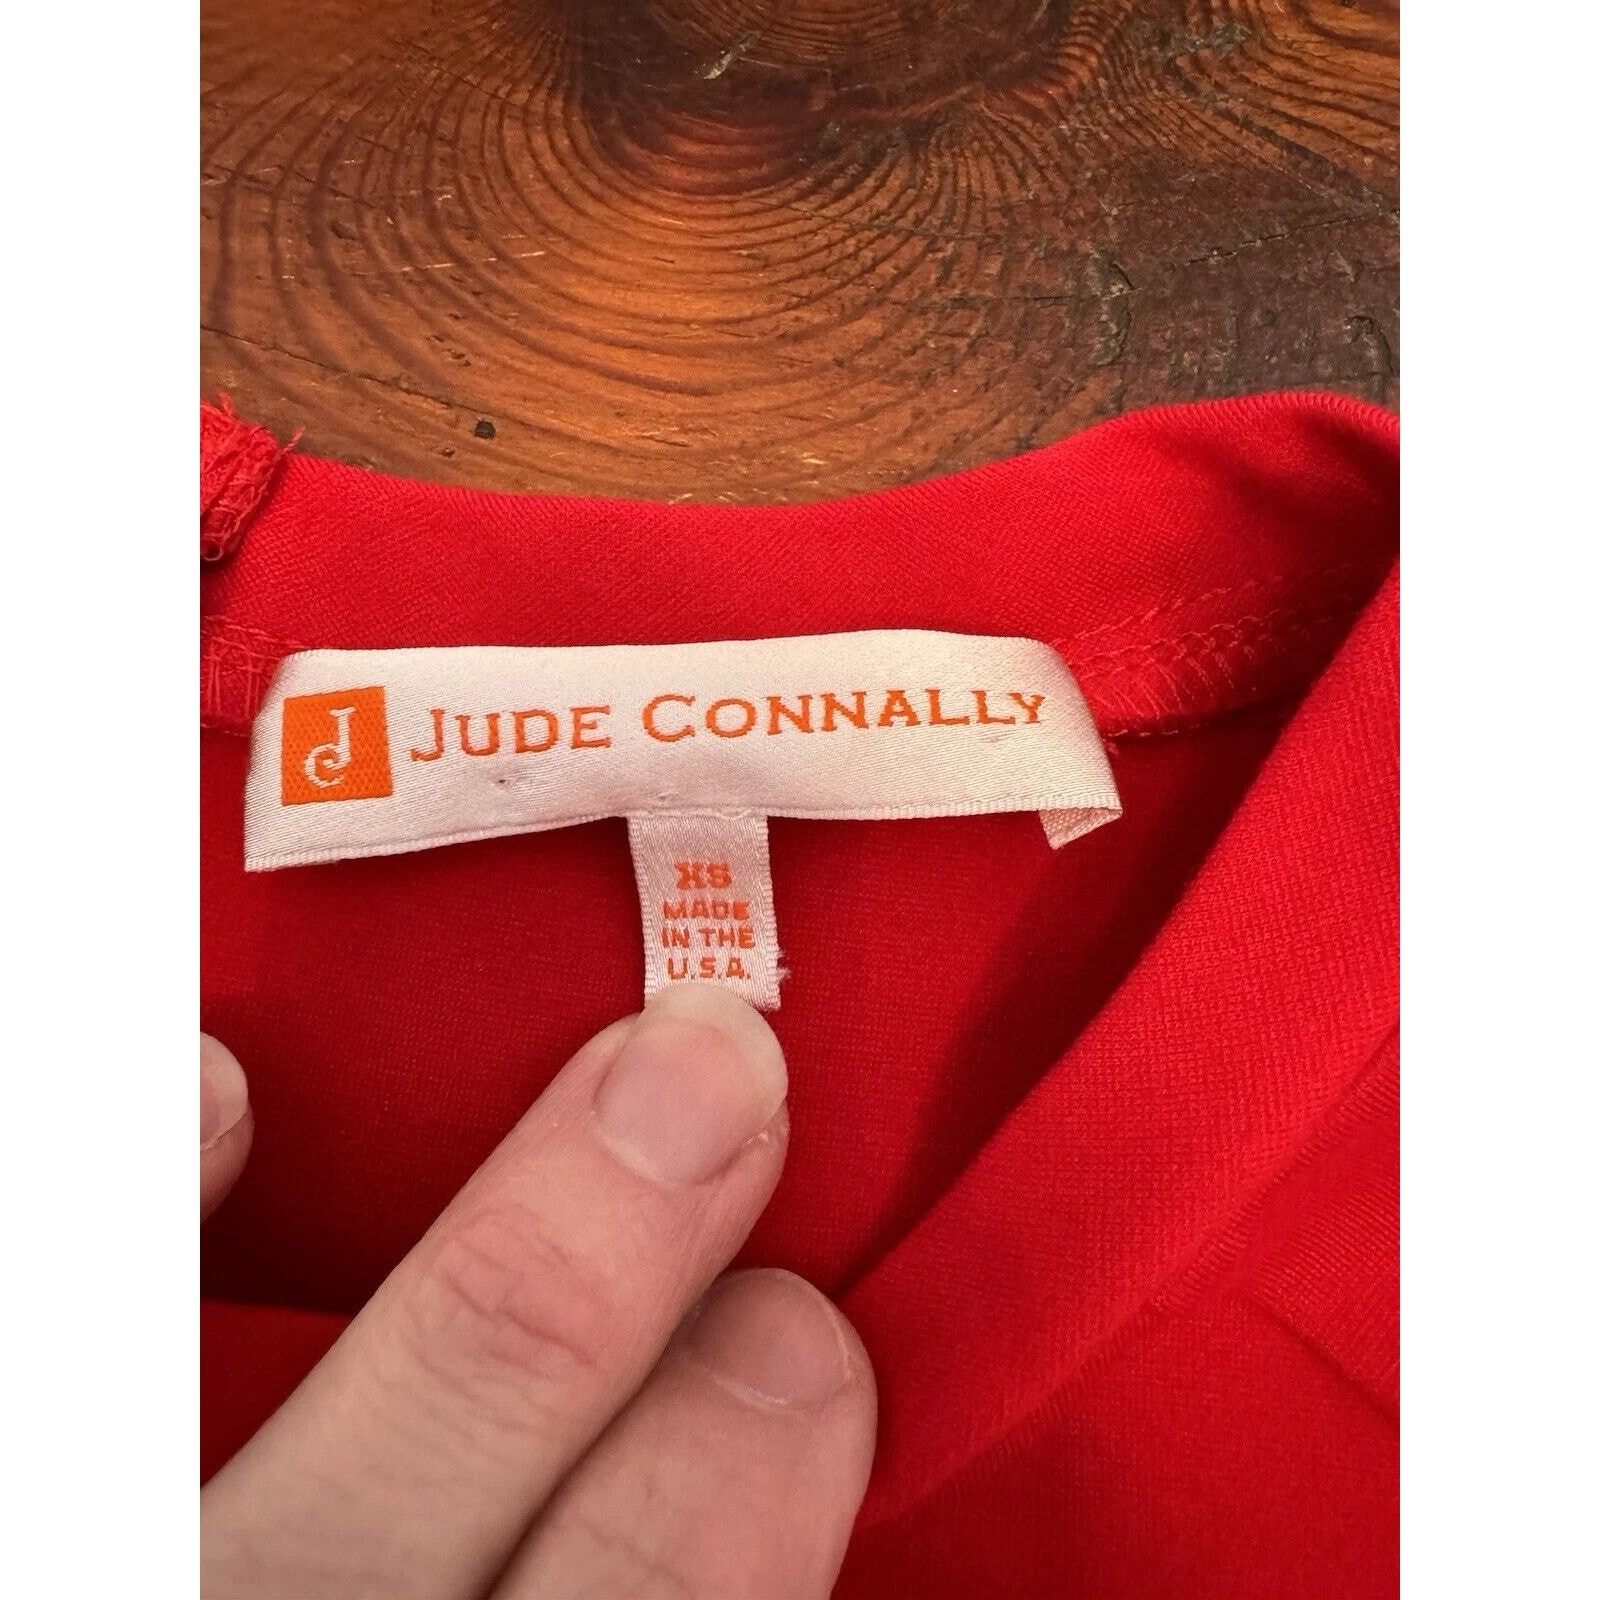 JC JUDE CONNALLY
XS
MADE
IN THE
U.S.A.